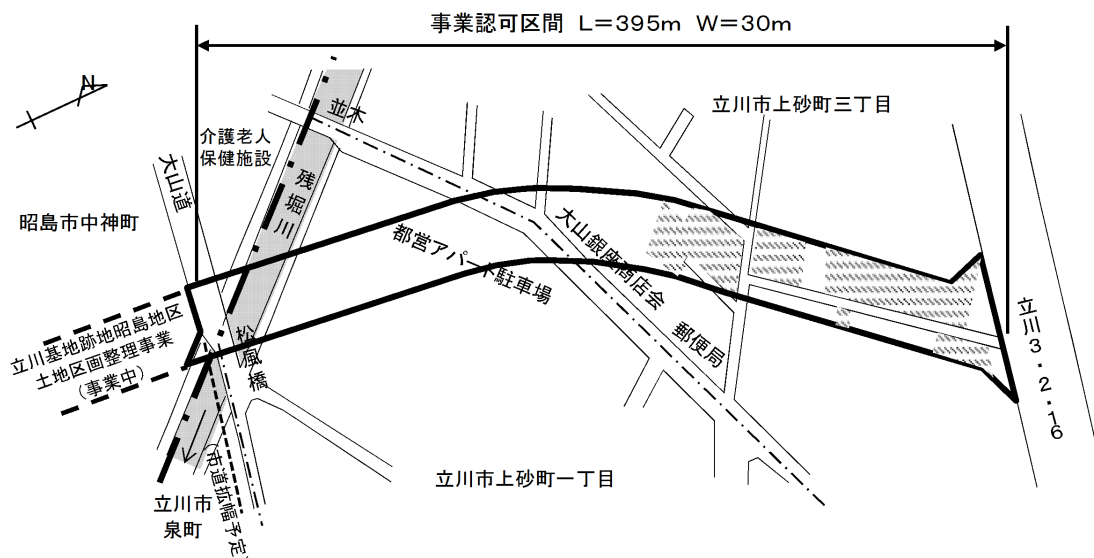 事業認可区間 L=395m W=30m
N
並木
立川市上砂町三丁目
介護老人
保健施設
大山道
残堀川
昭島市中神町
都営アパート駐車場
大山銀座商店会
郵便局
松風橋
立川基地跡地昭島地区
土地区画整理事業
(事業中)
立川3・2・16
(市道拡幅予定)
立川市上砂町一丁目
立川市
泉町